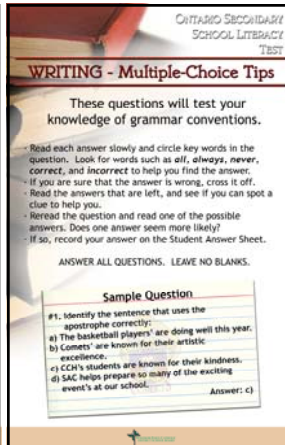 ONTARIO SECONDARY
SCHOOL LITERACY
TEST
WRITING - Multiple-Choice Tips
These questions will test your
knowledge of grammar conventions.
- Read each answer slowly and circle key words in the
question. Look for words such as all, always, never,
correct, and incorrect to help you find the answer.
- If you are sure that the answer is wrong, cross it off.
- Read the answers that are left, and see if you can spot a
clue to help you.
- Reread the question and read one of the possible
answers. Does one answer seem more likely?
- If so, record your answer on the Student Answer Sheet.
ANSWER ALL QUESTIONS. LEAVE NO BLANKS.
Sample Question
#1. Identify the sentence that uses the
apostrophe correctly:
a) The basketball players' are doing well this year.
b) Comets' are known for their artistic
excellence.
c) CCH's students are known for their kindness.
d) SAC helps prepare so many of the exciting
event's at our school.
Answer: c)